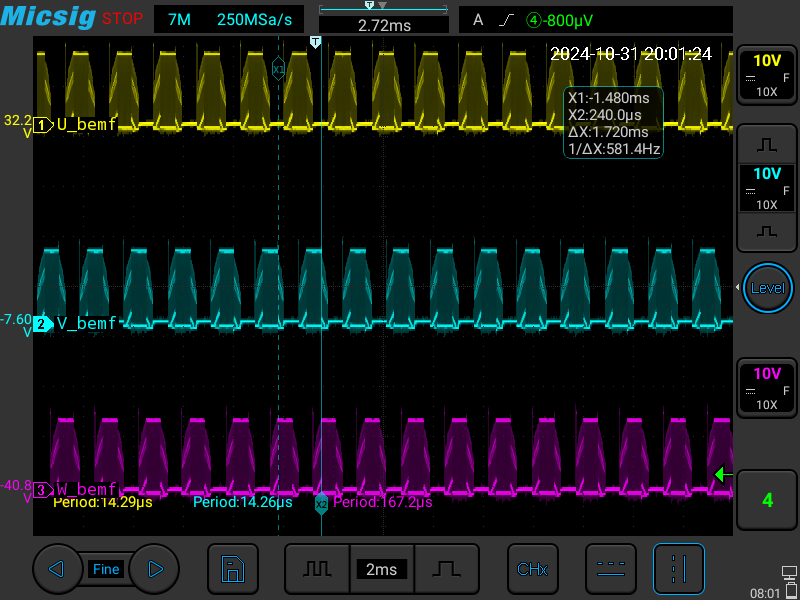 Micsig STOP 7M 250MSa/s T 2.72ms A ④-800μV
T
2024-10-31 20:01:24
10V
F
10X
X1
X1:-1.480ms
X2:240.0μs
ΔX:1.720ms
1/ΔX:581.4Hz
32.2
V
1 U_bemf
10V
F
10X
Level
-7.60
V
2 V_bemf
10V
F
10X
-40.8
V
3 W_bemf
Period:14.29μs Period:14.26μs X2 Period:167.2μs
4
Fine 2ms CHx
08:01